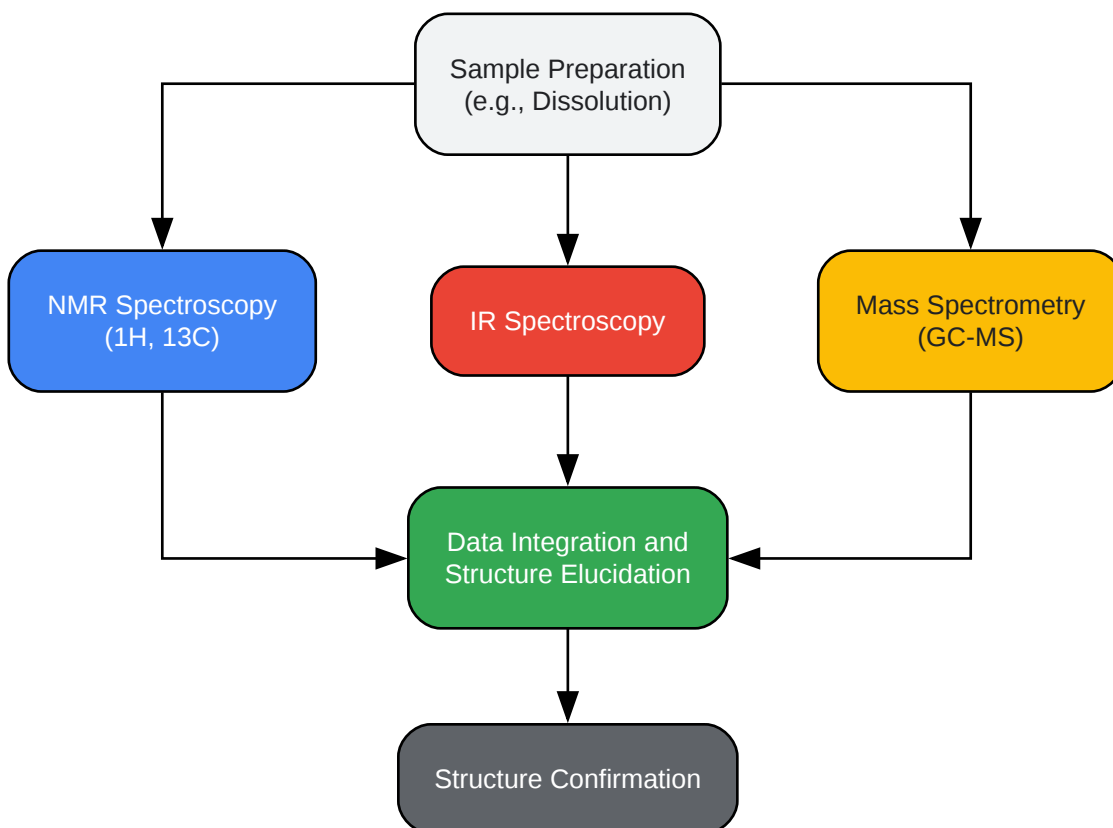 Sample Preparation
(e.g., Dissolution)
NMR Spectroscopy
(1H, 13C)
IR Spectroscopy
Mass Spectrometry
(GC-MS)
Data Integration and
Structure Elucidation
Structure Confirmation